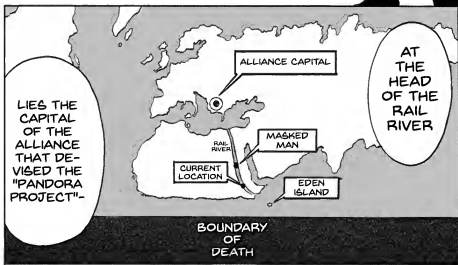 AT
THE
HEAD
OF THE
RAIL
RIVER
LIES THE
CAPITAL
OF THE
ALLIANCE
THAT DE-
VISED THE
"PANDORA
PROJECT"-
ALLIANCE CAPITAL
RAIL
RIVER
MASKED
MAN
CURRENT
LOCATION
EDEN
ISLAND
BOUNDARY
OF
DEATH